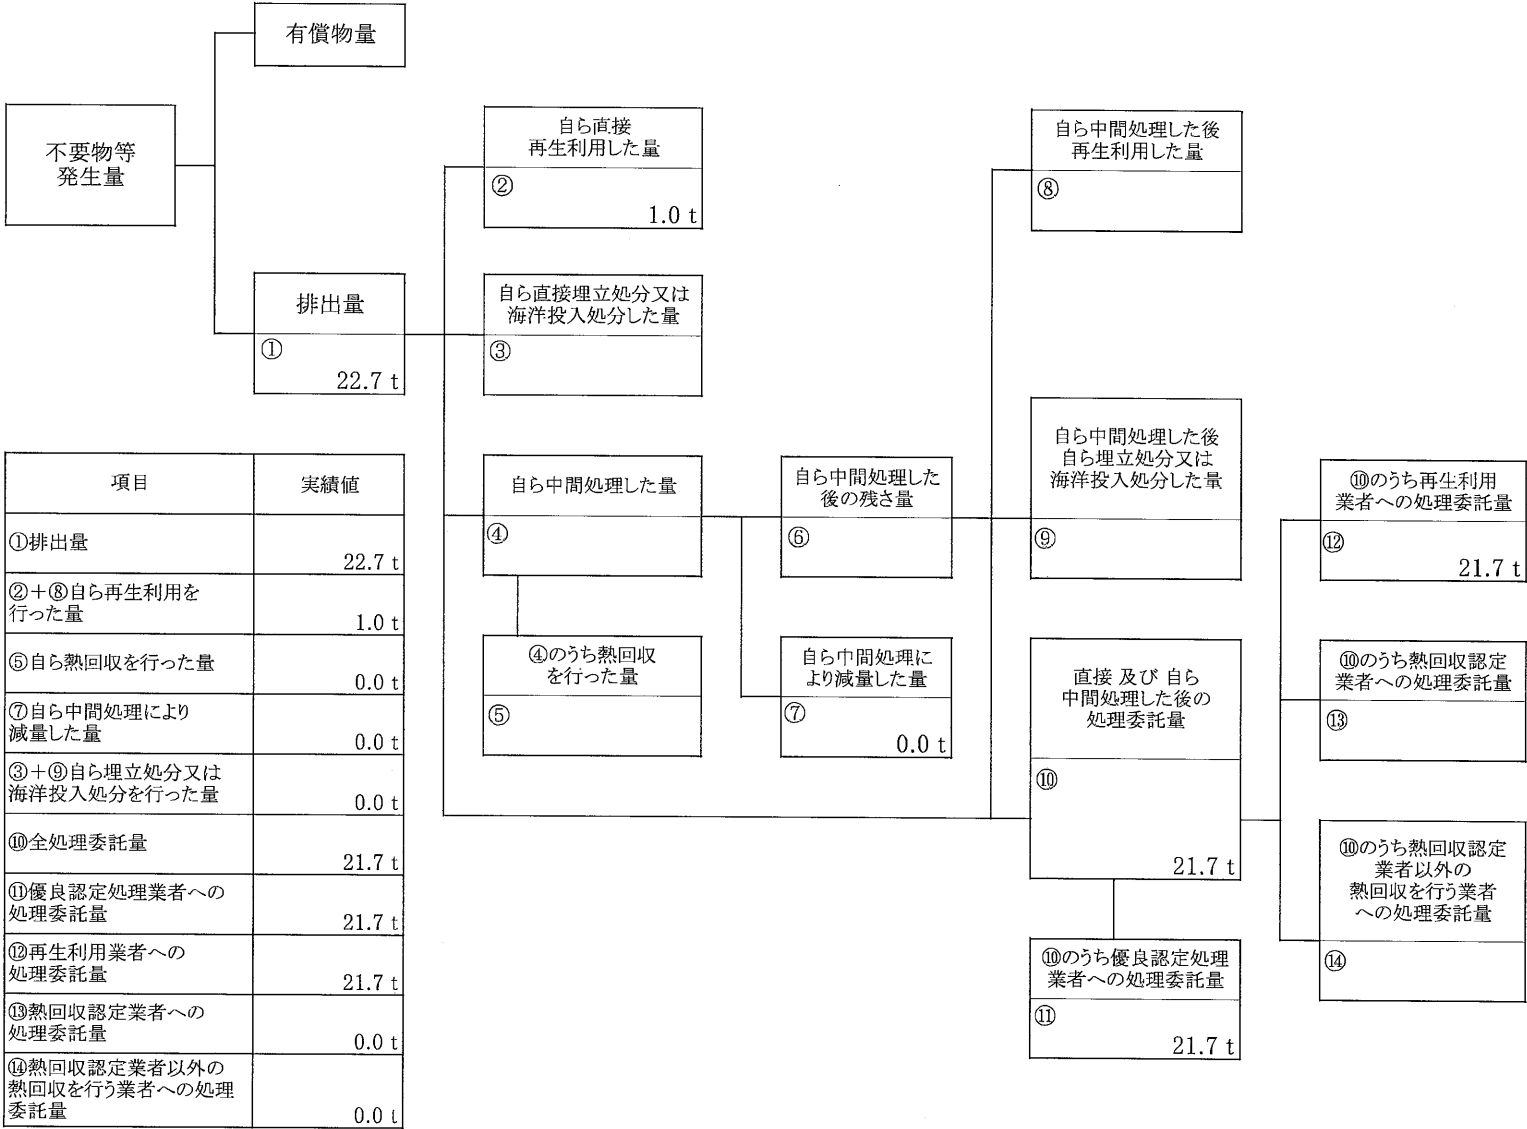 有償物量
不要物等
発生量
排出量
①
22.7 t
自ら直接
再生利用した量
②
1.0 t
自ら直接埋立処分又は
海洋投入処分した量
③
自ら中間処理した量
④
④のうち熱回収
を行った量
⑤
自ら中間処理した
後の残さ量
⑥
自ら中間処理に
より減量した量
⑦
0.0 t
自ら中間処理した後
再生利用した量
⑧
自ら中間処理した後
自ら埋立処分又は
海洋投入処分した量
⑨
直接 及び 自ら
中間処理した後の
処理委託量
⑩
21.7 t
⑩のうち優良認定処理
業者への処理委託量
⑪
21.7 t
⑩のうち再生利用
業者への処理委託量
⑫
21.7 t
⑩のうち熱回収認定
業者への処理委託量
⑬
⑩のうち熱回収認定
業者以外の
熱回収を行う業者
への処理委託量
⑭
項目 実績値
①排出量
22.7 t
②＋⑧自ら再生利用を
行った量
1.0 t
⑤自ら熱回収を行った量
0.0 t
⑦自ら中間処理により
減量した量
0.0 t
③＋⑨自ら埋立処分又は
海洋投入処分を行った量
0.0 t
⑩全処理委託量
21.7 t
⑪優良認定処理業者への
処理委託量
21.7 t
⑫再生利用業者への
処理委託量
21.7 t
⑬熱回収認定業者への
処理委託量
0.0 t
⑭熱回収認定業者以外の
熱回収を行う業者への処理
委託量
0.0 t